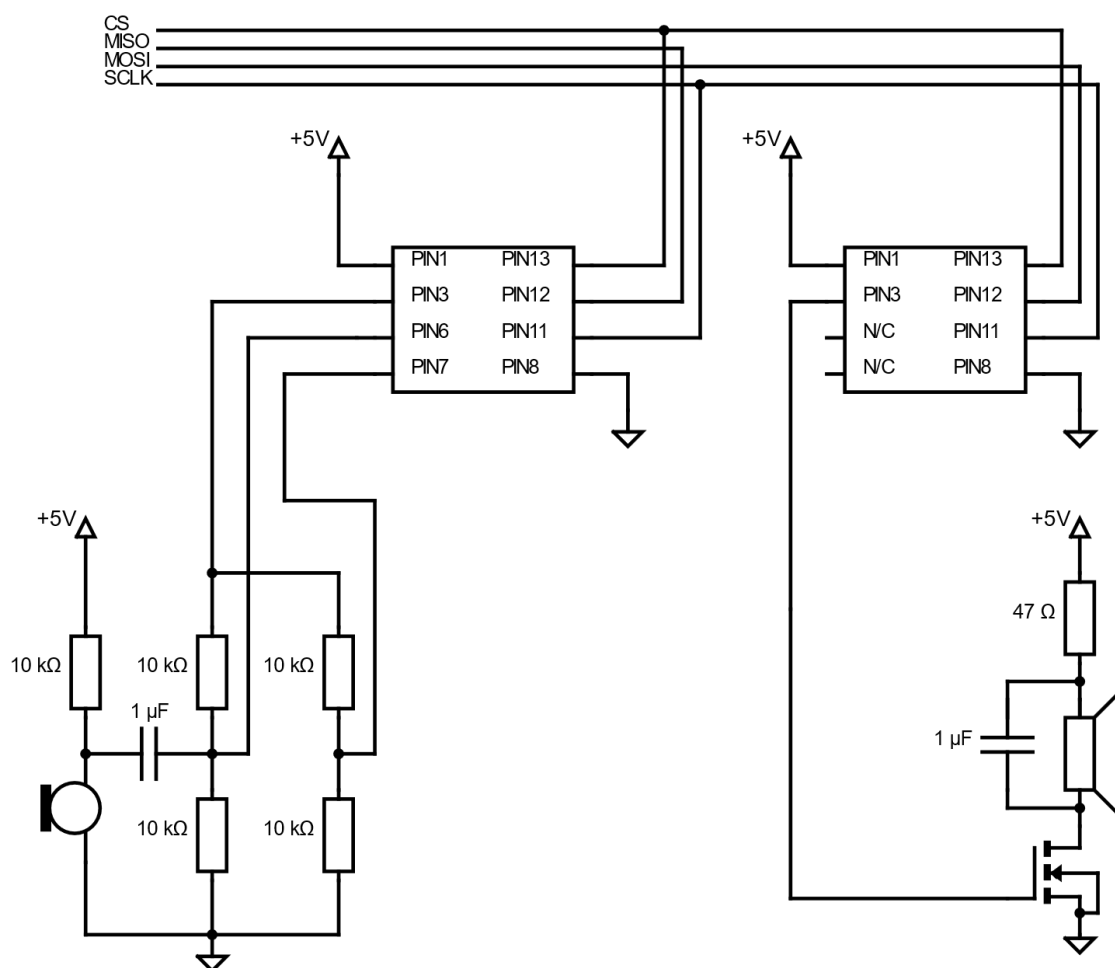 CS
MISO
MOSI
SCLK
+5V
+5V
PIN1 PIN13
PIN3 PIN12
PIN6 PIN11
PIN7 PIN8
PIN1 PIN13
PIN3 PIN12
N/C PIN11
N/C PIN8
+5V
10 kΩ
10 kΩ
10 kΩ
1 µF
10 kΩ
10 kΩ
+5V
47 Ω
1 µF